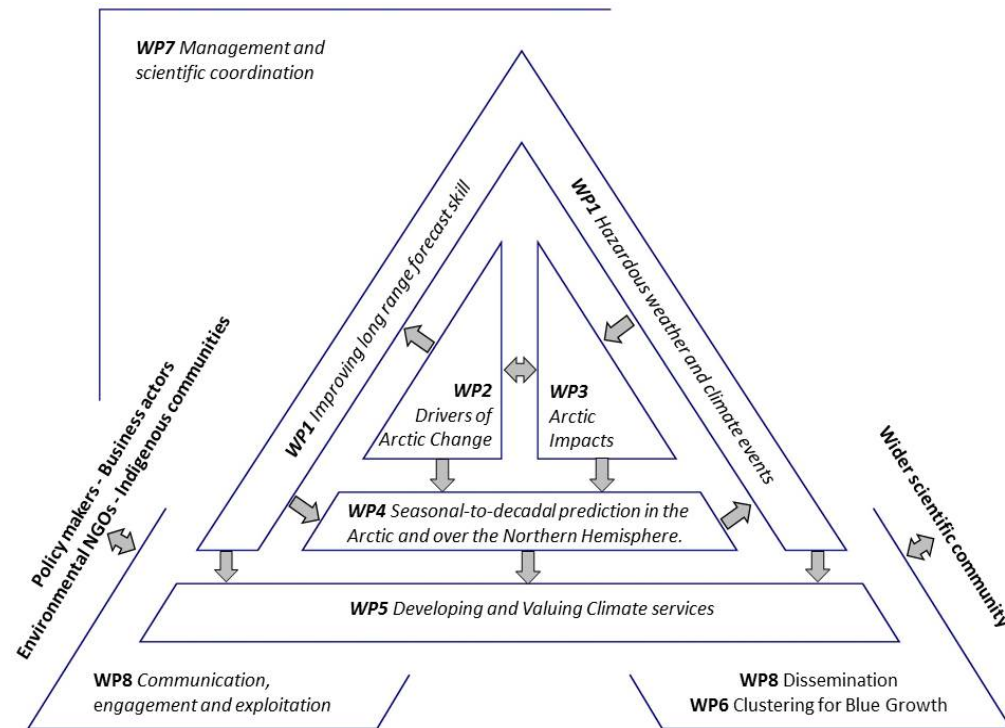 WP7 Management and
scientific coordination
WP1 Improving long range forecast skill
WP1 Hazardous weather and climate events
WP2
Drivers of
Arctic Change
WP3
Arctic
Impacts
WP4 Seasonal-to-decadal prediction in the
Arctic and over the Northern Hemisphere.
Policy makers - Business actors
Environmental NGOs - Indigenous communities
Wider scientific community
WP5 Developing and Valuing Climate services
WP8 Communication,
engagement and exploitation
WP8 Dissemination
WP6 Clustering for Blue Growth